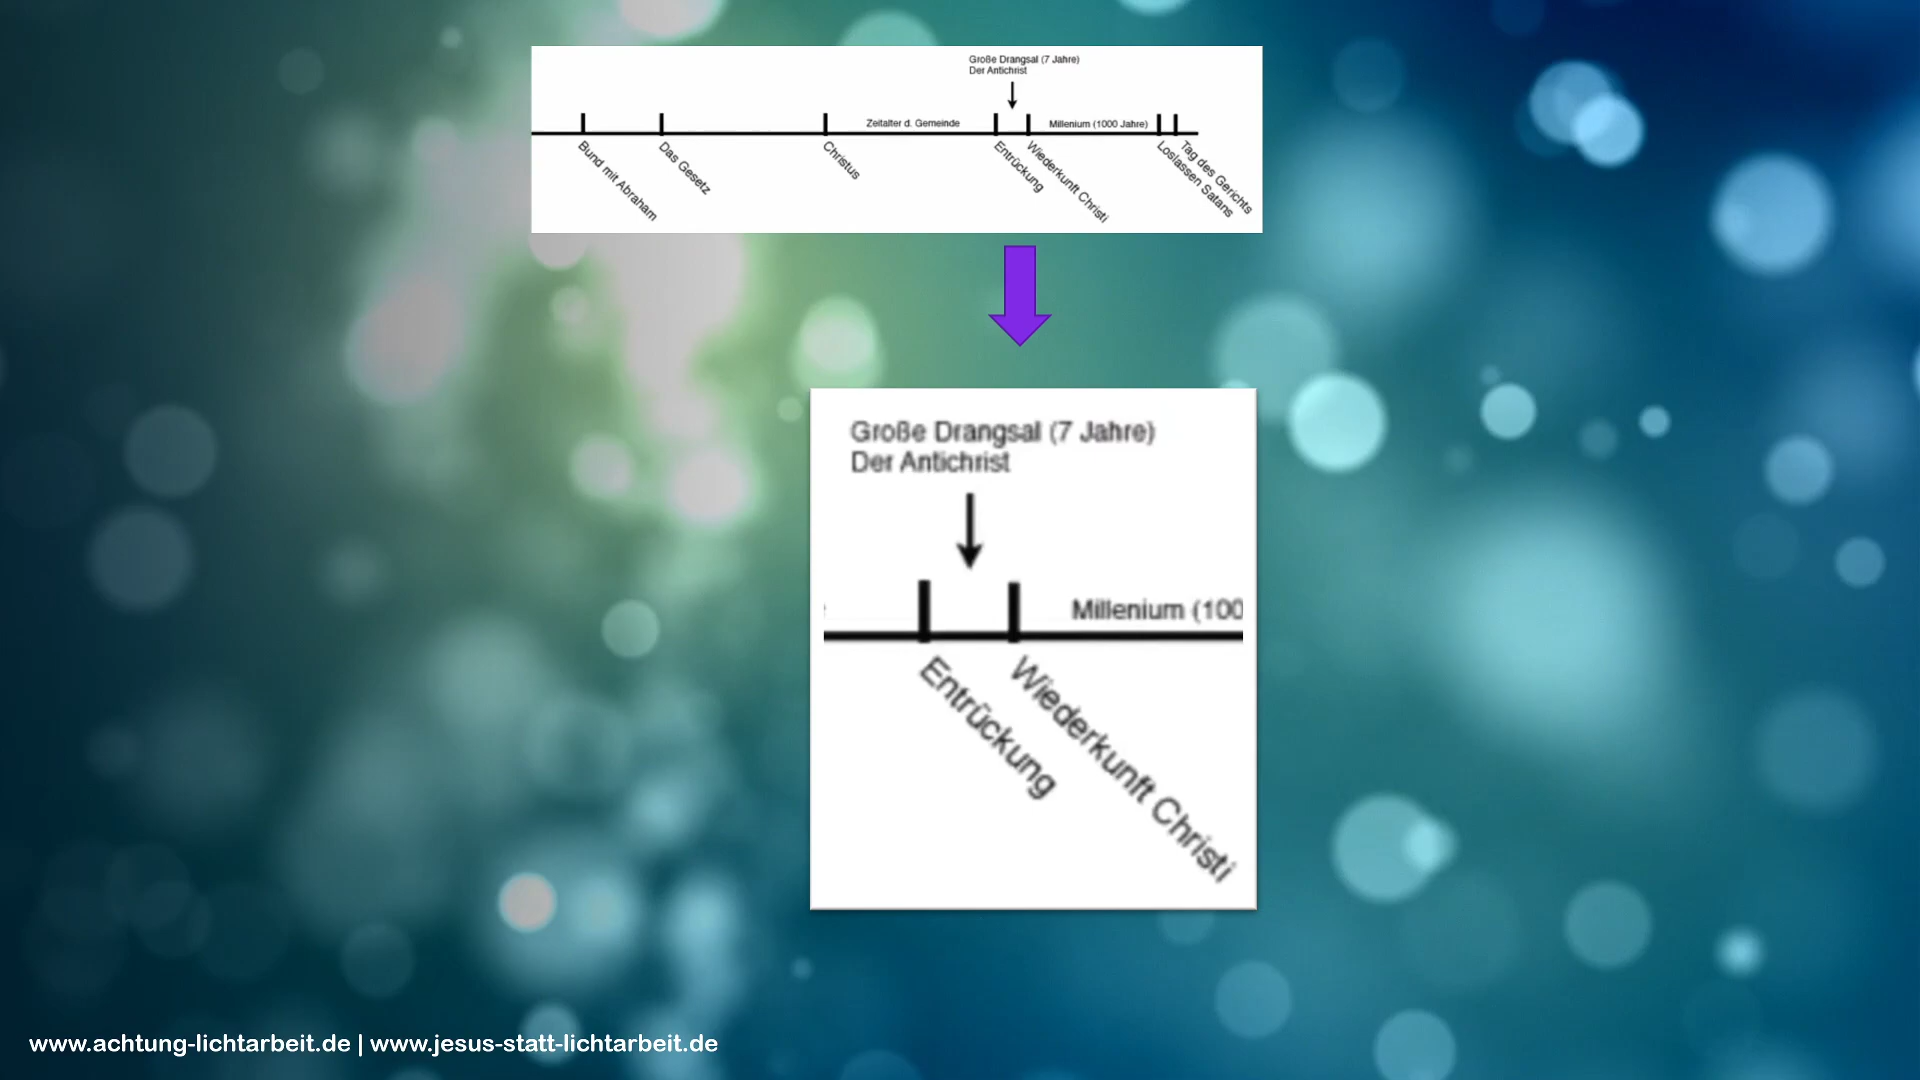 Große Drangsal (7 Jahre)
Der Antichrist
Zeitalter d. Gemeinde
Millenium (1000 Jahre)
Bund mit Abraham
Das Gesetz
Christus
Entrückung
Wiederkunft Christi
Loslassen Satans
Tag des Gerichts
Große Drangsal (7 Jahre)
Der Antichrist
Millenium (100
Entrückung
Wiederkunft Christi
www.achtung-lichtarbeit.de | www.jesus-statt-lichtarbeit.de